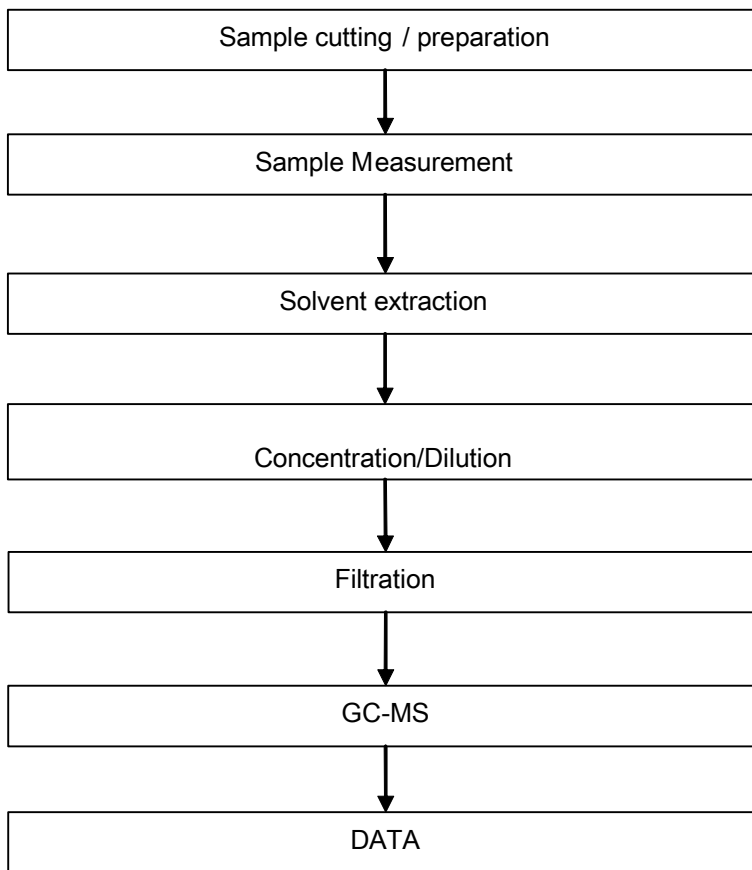 Sample cutting / preparation
Sample Measurement
Solvent extraction
Concentration/Dilution
Filtration
GC-MS
DATA